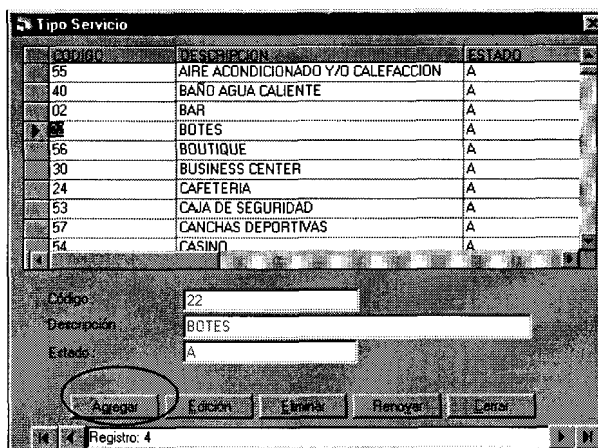 Tipo Servicio
CODIGO DESCRIPCION ESTADO
55 AIRE ACONDICIONADO Y/O CALEFACCION A
40 BAÑO AGUA CALIENTE A
02 BAR A
BOTES A
56 BOUTIQUE A
30 BUSINESS CENTER A
24 CAFETERIA A
53 CAJA DE SEGURIDAD A
57 CANCHAS DEPORTIVAS A
54 CASINO A
Código : 22
Descripción : BOTES
Estado : A
Agregar Edición Eliminar Renovar Cerrar
Registro: 4